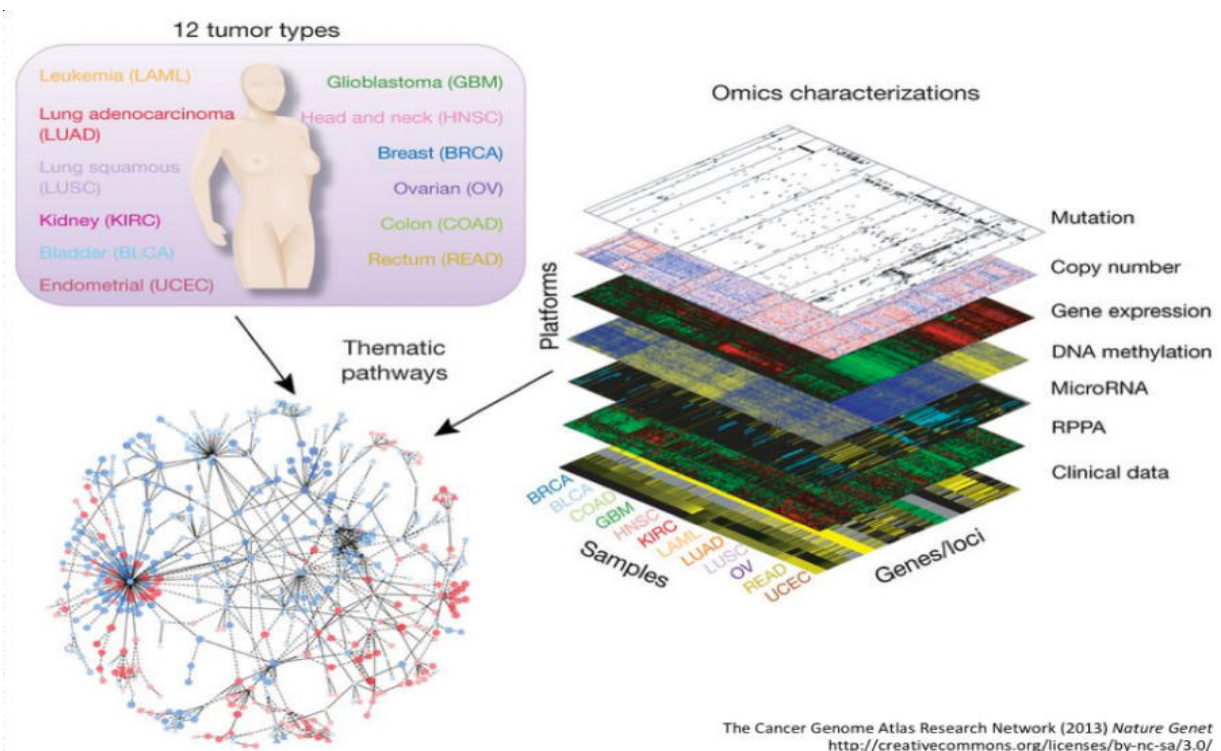 12 tumor types
Leukemia (LAML)
Lung adenocarcinoma
(LUAD)
Lung squamous
(LUSC)
Kidney (KIRC)
Bladder (BLCA)
Endometrial (UCEC)
Glioblastoma (GBM)
Head and neck (HNSC)
Breast (BRCA)
Ovarian (OV)
Colon (COAD)
Rectum (READ)
Thematic
pathways
Omics characterizations
Platforms
Mutation
Copy number
Gene expression
DNA methylation
MicroRNA
RPPA
Clinical data
BRCA
BLCA
COAD
GBM
HNSC
KIRC
LAML
LUAD
LUSC
OV
READ
UCEC
Samples
Genes/loci
The Cancer Genome Atlas Research Network (2013) Nature Genet
http://creativecommons.org/licenses/by-nc-sa/3.0/